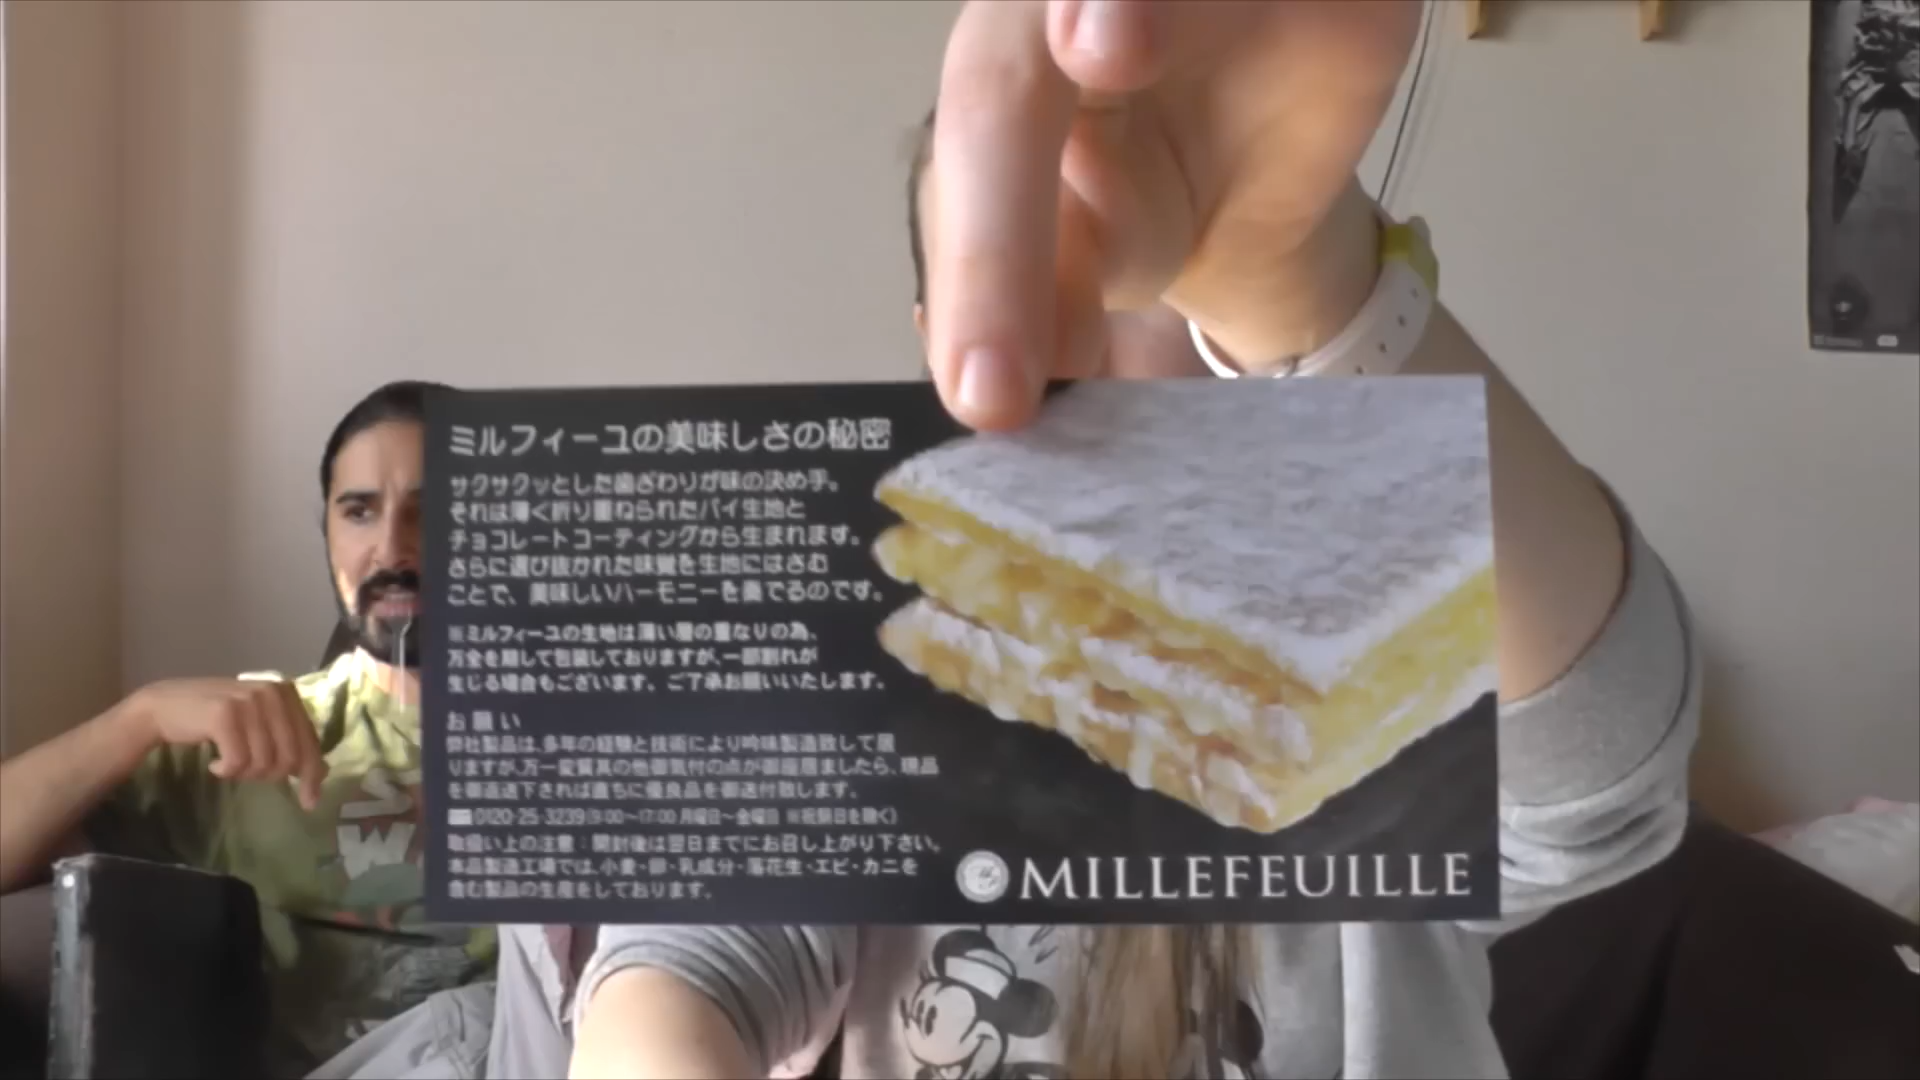 ミルフィーユの美味しさの秘密
サクサクッとした歯ざわりが味の決め手。
それは薄く折り重ねられたパイ生地と
チョコレートコーティングから生まれます。
さらに選び抜かれた味覚を生地にはさむ
ことで、美味しいハーモニーを奏でるのです。
※ミルフィーユの生地は薄い層の重なりの為、
万全を期して包装しておりますが、一部割れが
生じる場合もございます。ご了承お願いいたします。
お願い
弊社製品は、多年の経験と技術により吟味製造致して居
りますが、万一変質其の他御気付の点が御座居ましたら、現品
を御返送下されば直ちに優良品を御送付致します。
0120-25-3239(9:00～17:00 月曜日～金曜日 ※祝祭日を除く)
取扱い上の注意：開封後は翌日までにお召し上がり下さい。
本品製造工場では、小麦・卵・乳成分・落花生・エビ・カニを
含む製品の生産をしております。
MILLEFEUILLE